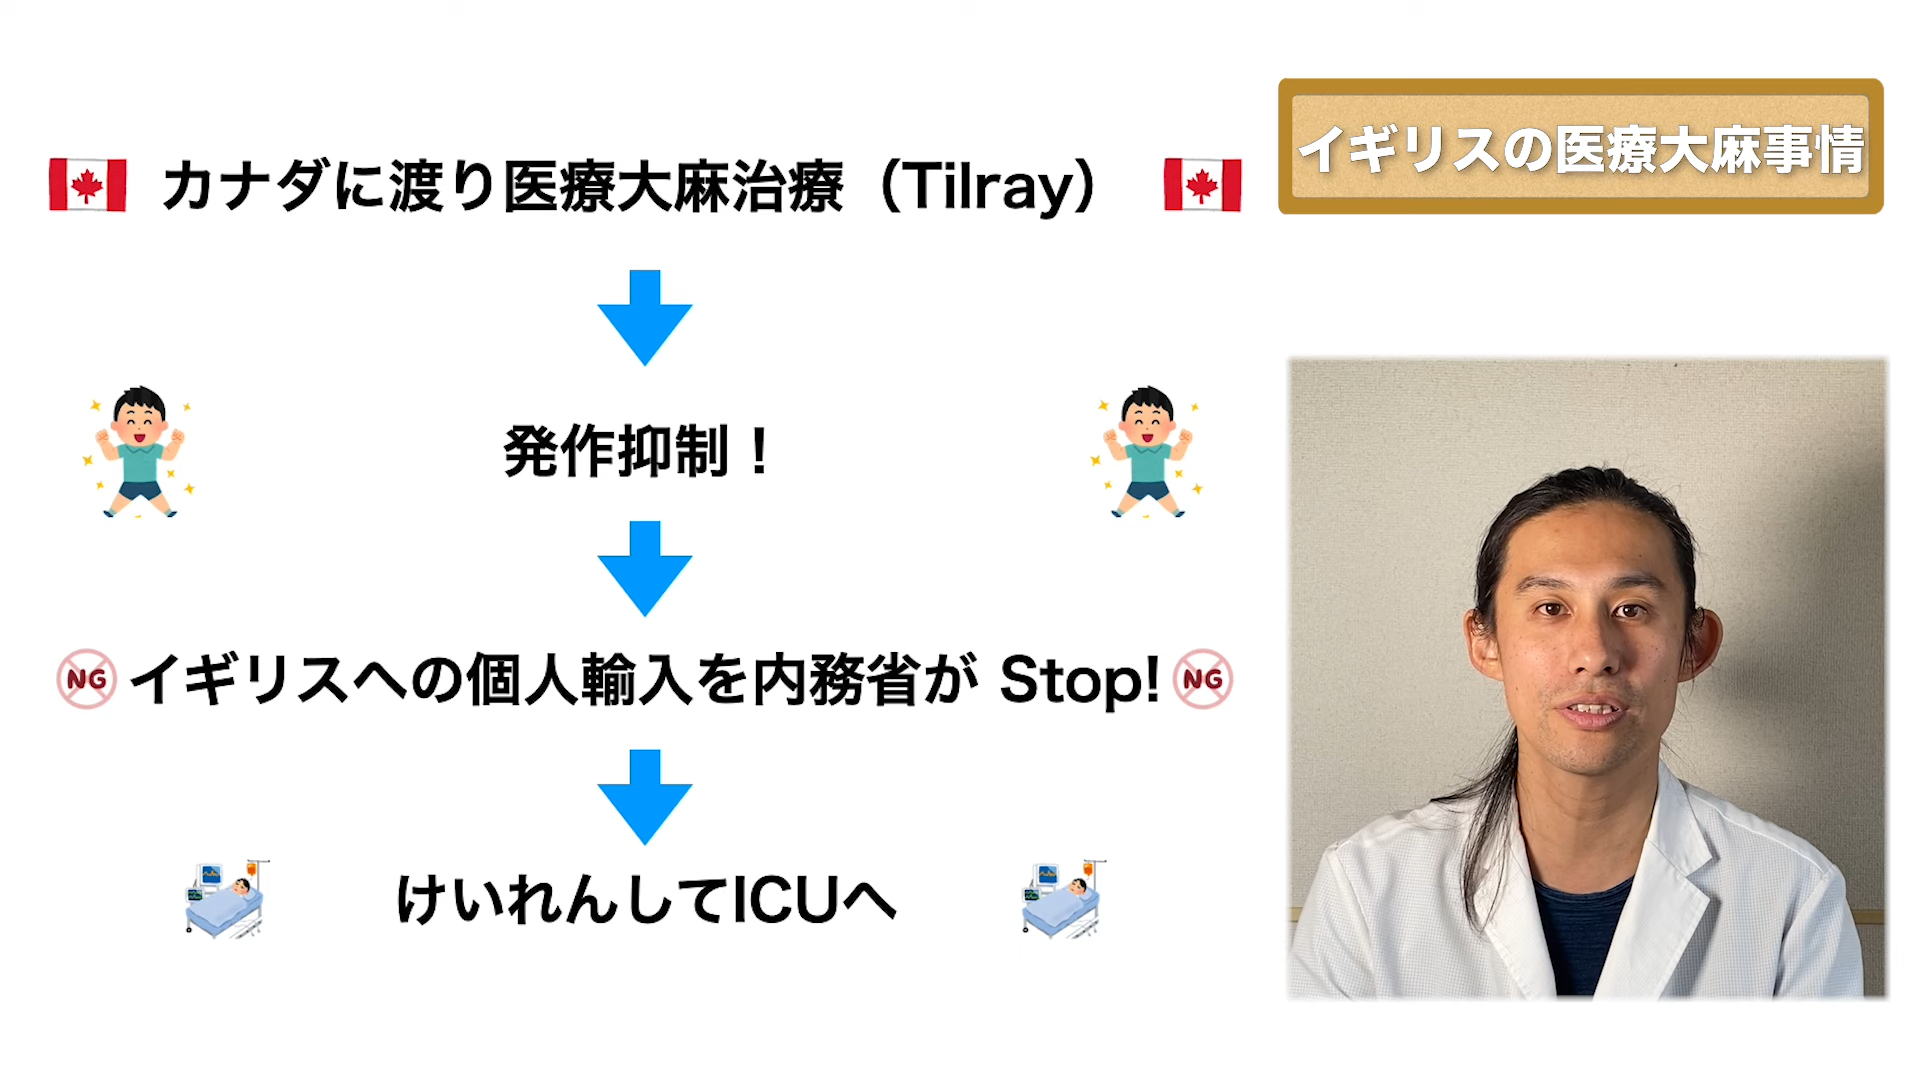 イギリスの医療大麻事情
カナダに渡り医療大麻治療（Tilray）
発作抑制！
NG イギリスへの個人輸入を内務省が Stop! NG
けいれんしてICUへ